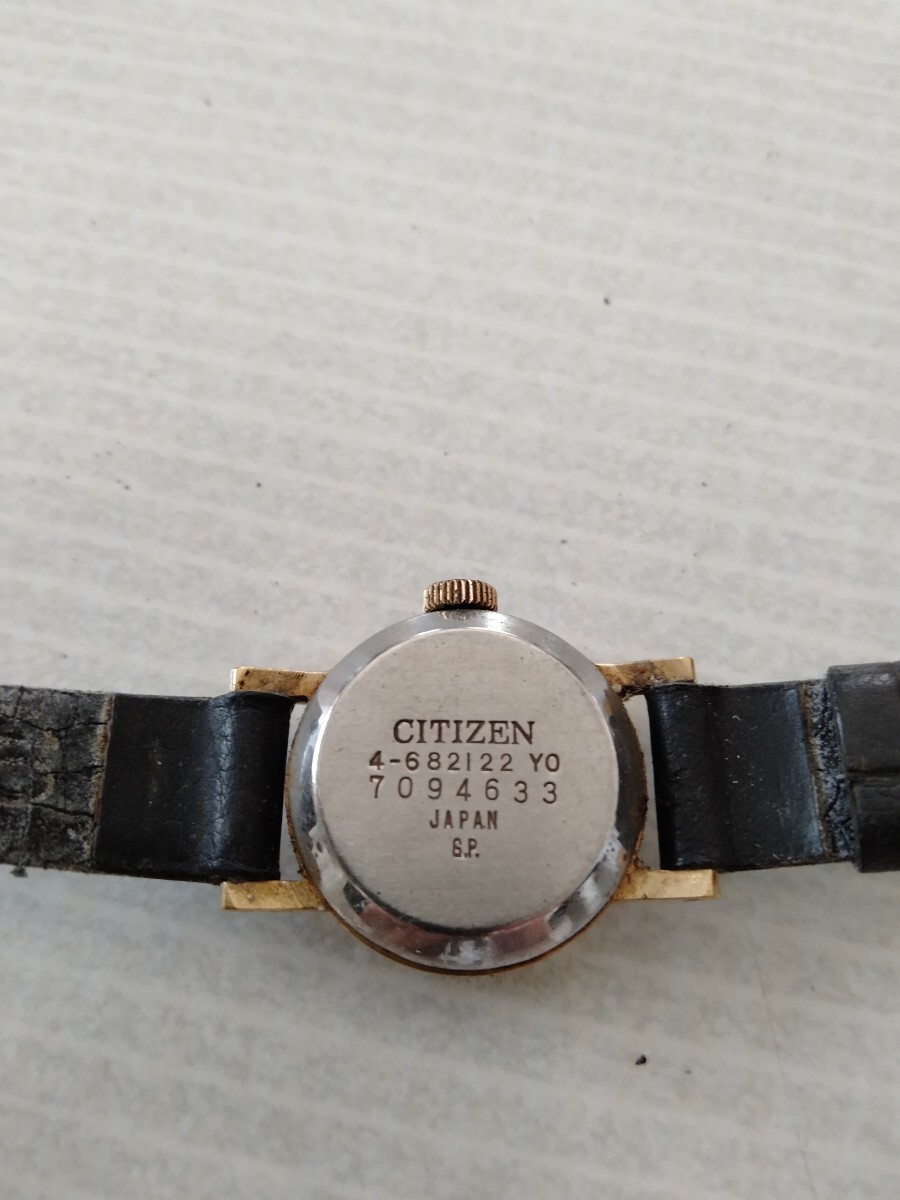 CITIZEN
4-682122 YO
7094633
JAPAN
G.P.